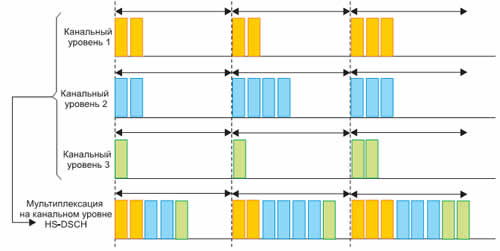 Канальный
уровень 1
Канальный
уровень 2
Канальный
уровень 3
Мультиплексация
на канальном уровне
HS-DSCH